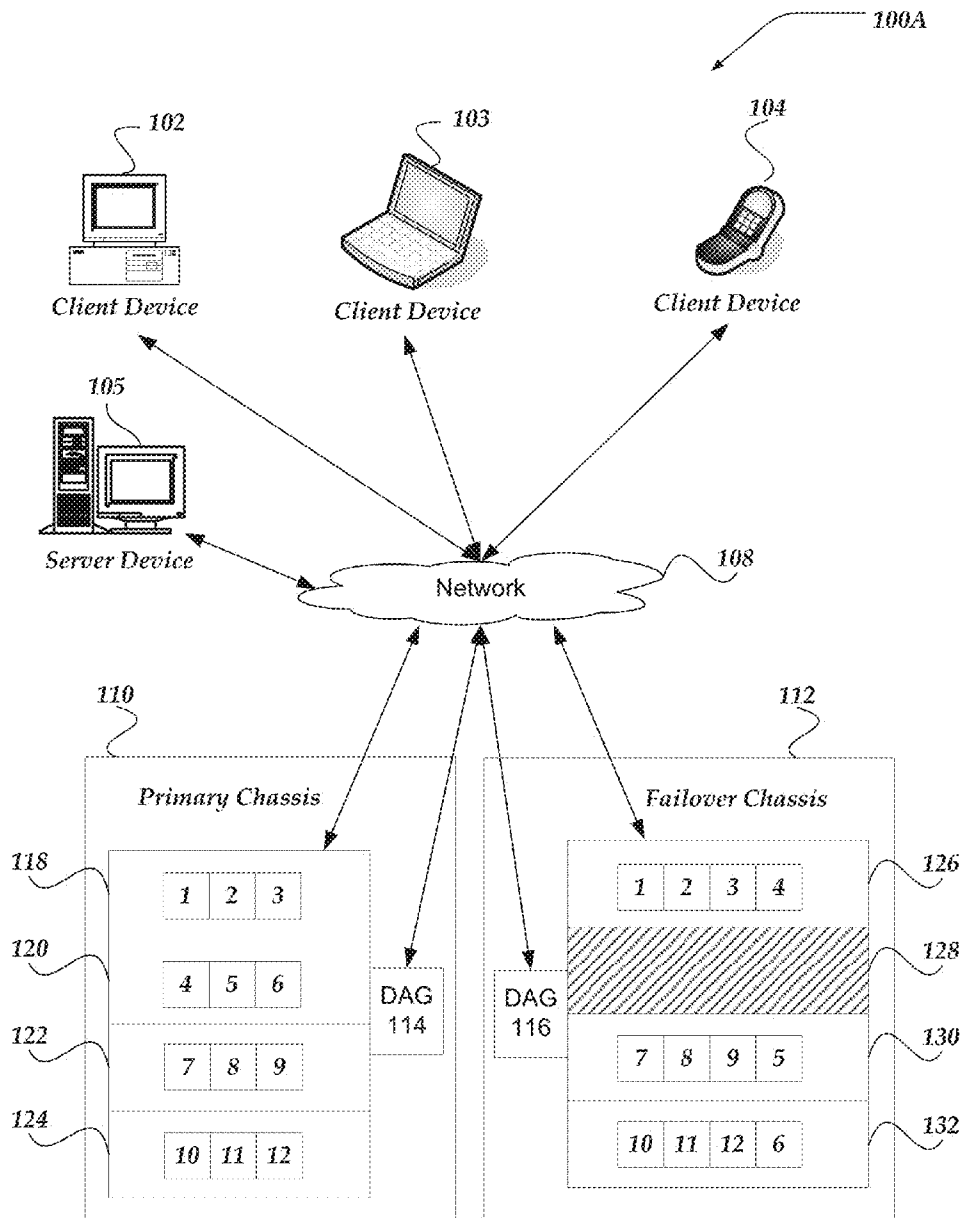 100A
102
103
104
Client Device
Client Device
Client Device
105
Server Device
108
Network
110
112
Primary Chassis
Failover Chassis
118
1 2 3
1 2 3 4
126
120
4 5 6
128
DAG
114
DAG
116
122
7 8 9
7 8 9 5
130
124
10 11 12
10 11 12 6
132